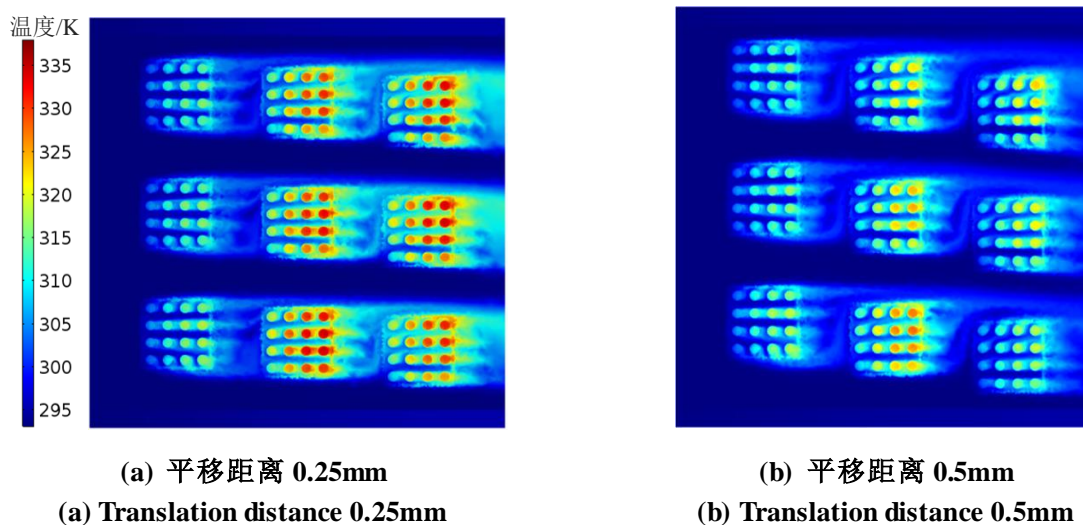 温度/K
335
330
325
320
315
310
305
300
295
(a) 平移距离 0.25mm
(a) Translation distance 0.25mm
(b) 平移距离 0.5mm
(b) Translation distance 0.5mm